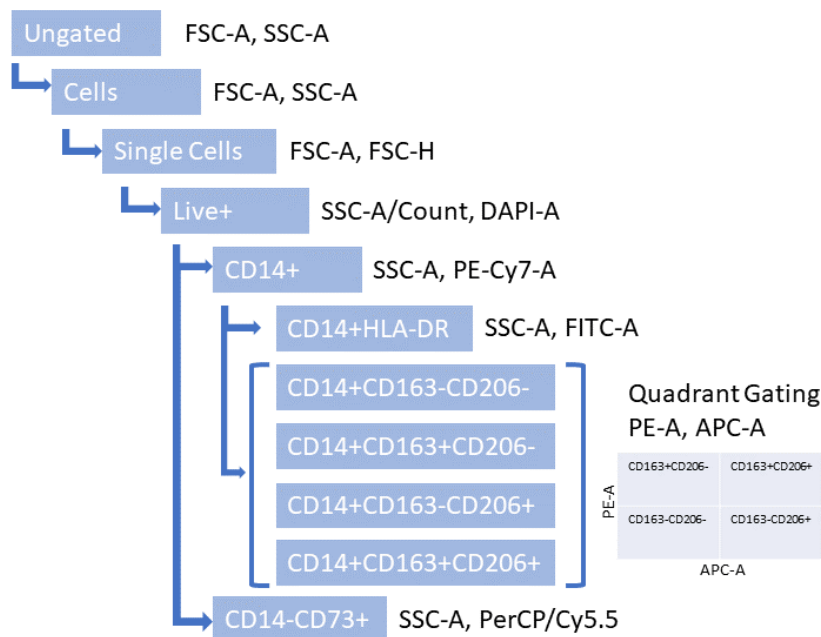 Ungated FSC-A, SSC-A
Cells FSC-A, SSC-A
Single Cells FSC-A, FSC-H
Live+ SSC-A/Count, DAPI-A
CD14+ SSC-A, PE-Cy7-A
CD14+HLA-DR SSC-A, FITC-A
CD14+CD163-CD206-
CD14+CD163+CD206-
CD14+CD163-CD206+
CD14+CD163+CD206+
Quadrant Gating
PE-A, APC-A
CD163+CD206- CD163+CD206+
PE-A
CD163-CD206- CD163-CD206+
APC-A
CD14-CD73+ SSC-A, PerCP/Cy5.5